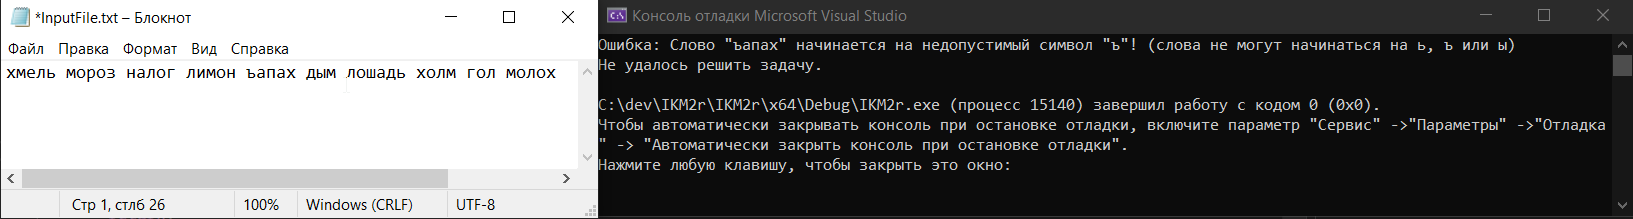 *InputFile.txt – Блокнот
Файл Правка Формат Вид Справка
хмель мороз налог лимон ъапах дым лошадь холм гол молох
Стр 1, стлб 26 100% Windows (CRLF) UTF-8
Консоль отладки Microsoft Visual Studio
Ошибка: Слово "ъапах" начинается на недопустимый символ "ъ"! (слова не могут начинаться на ь, ъ или ы)
Не удалось решить задачу.
C:\dev\IKM2r\IKM2r\x64\Debug\IKM2r.exe (процесс 15140) завершил работу с кодом 0 (0x0).
Чтобы автоматически закрывать консоль при остановке отладки, включите параметр "Сервис" ->"Параметры" ->"Отладка
" -> "Автоматически закрыть консоль при остановке отладки".
Нажмите любую клавишу, чтобы закрыть это окно: